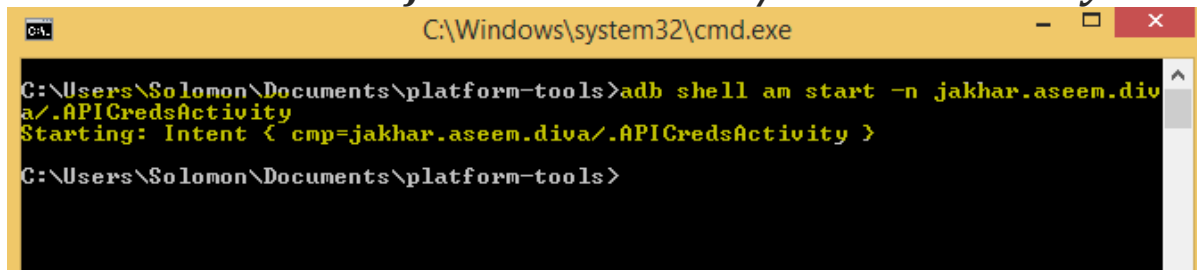 C:\Windows\system32\cmd.exe
C:\Users\Solomon\Documents\platform-tools>adb shell am start -n jakhar.aseem.div
a/.APICredsActivity
Starting: Intent { cmp=jakhar.aseem.diva/.APICredsActivity }
C:\Users\Solomon\Documents\platform-tools>